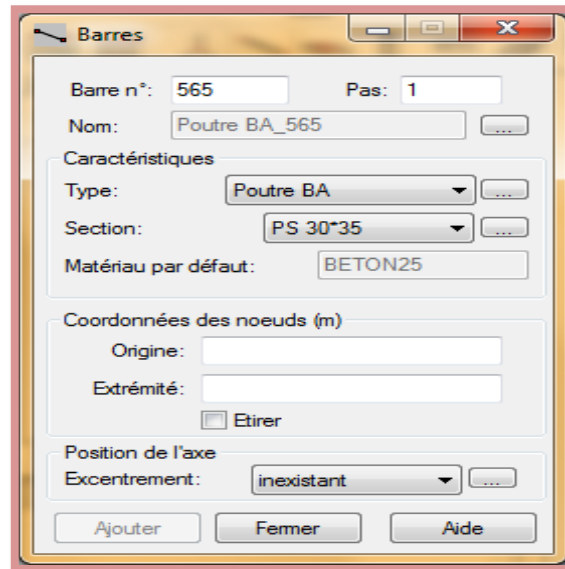 Barres
Barre n°: 565 Pas: 1
Nom: Poutre BA_565 ...
Caractéristiques
Type: Poutre BA ...
Section: PS 30*35 ...
Matériau par défaut: BETON25
Coordonnées des noeuds (m)
Origine:
Extrémité:
Etirer
Position de l'axe
Excentrement: inexistant ...
Ajouter Fermer Aide